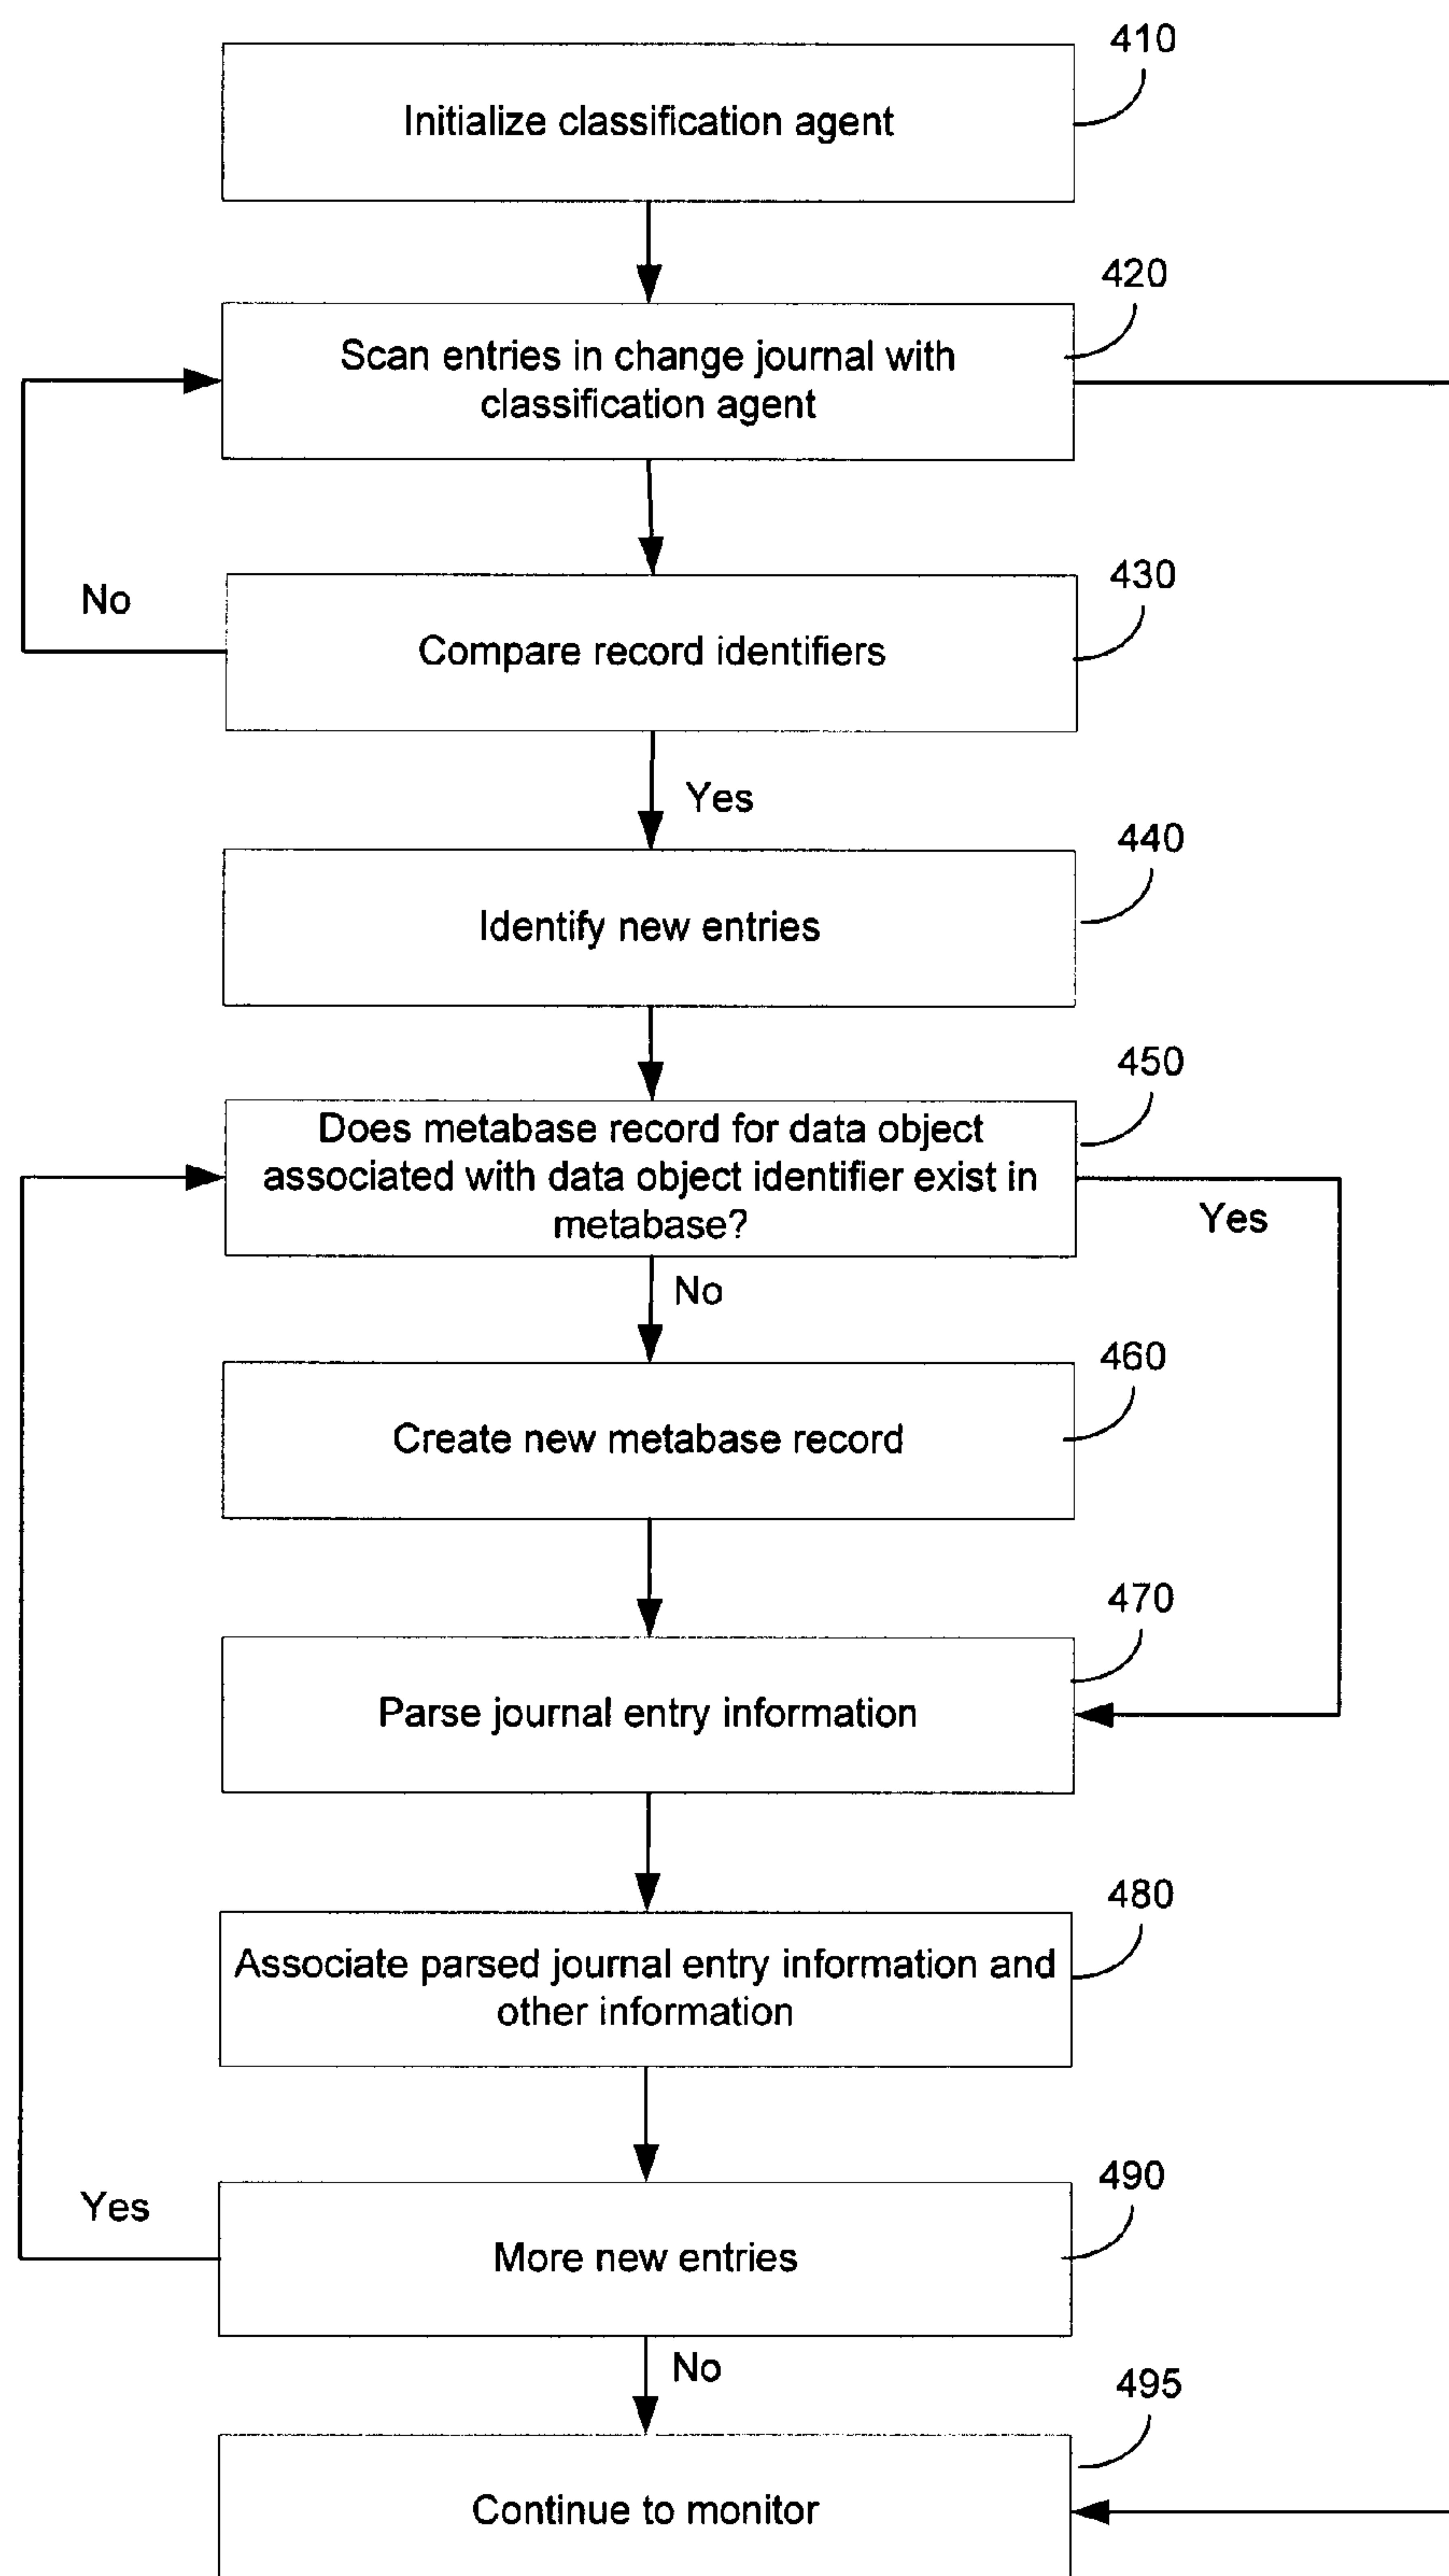 410
Initialize classification agent
420
Scan entries in change journal with
classification agent
430
No
Compare record identifiers
Yes
440
Identify new entries
450
Does metabase record for data object
associated with data object identifier exist in
metabase?
Yes
No
460
Create new metabase record
470
Parse journal entry information
480
Associate parsed journal entry information and
other information
490
Yes
More new entries
No
495
Continue to monitor